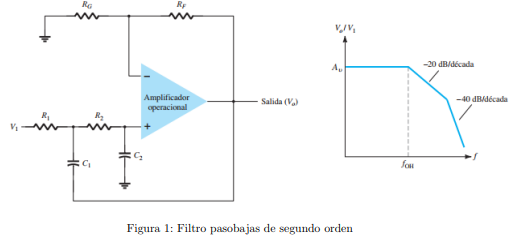 R_G
R_F
V_o/V_1
-20 dB/década
A_v
Amplificador
operacional
Salida (V_o)
-40 dB/década
R_1
R_2
V_1
C_1
C_2
f_OH
f
Figura 1: Filtro pasobajas de segundo orden